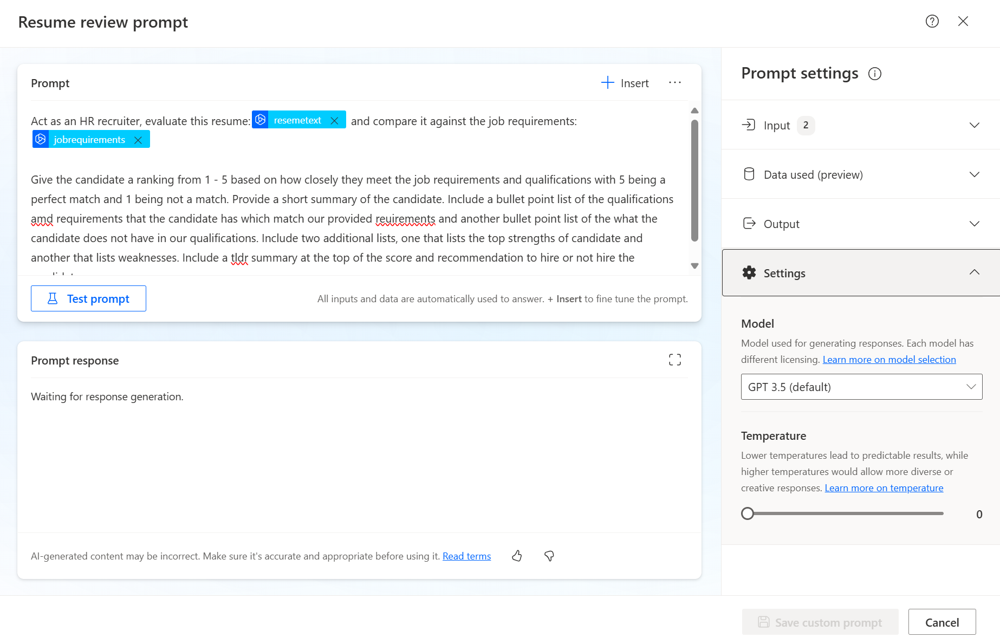 Resume review prompt
Prompt
Insert
Act as an HR recruiter, evaluate this resume: resemetext and compare it against the job requirements:
jobrequirements
Give the candidate a ranking from 1 - 5 based on how closely they meet the job requirements and qualifications with 5 being a
perfect match and 1 being not a match. Provide a short summary of the candidate. Include a bullet point list of the qualifications
amd requirements that the candidate has which match our provided reuirements and another bullet point list of the what the
candidate does not have in our qualifications. Include two additional lists, one that lists the top strengths of candidate and
another that lists weaknesses. Include a tldr summary at the top of the score and recommendation to hire or not hire the
Test prompt
All inputs and data are automatically used to answer. + Insert to fine tune the prompt.
Prompt response
Waiting for response generation.
AI-generated content may be incorrect. Make sure it's accurate and appropriate before using it. Read terms
Prompt settings
Input 2
Data used (preview)
Output
Settings
Model
Model used for generating responses. Each model has
different licensing. Learn more on model selection
GPT 3.5 (default)
Temperature
Lower temperatures lead to predictable results, while
higher temperatures would allow more diverse or
creative responses. Learn more on temperature
0
Save custom prompt
Cancel